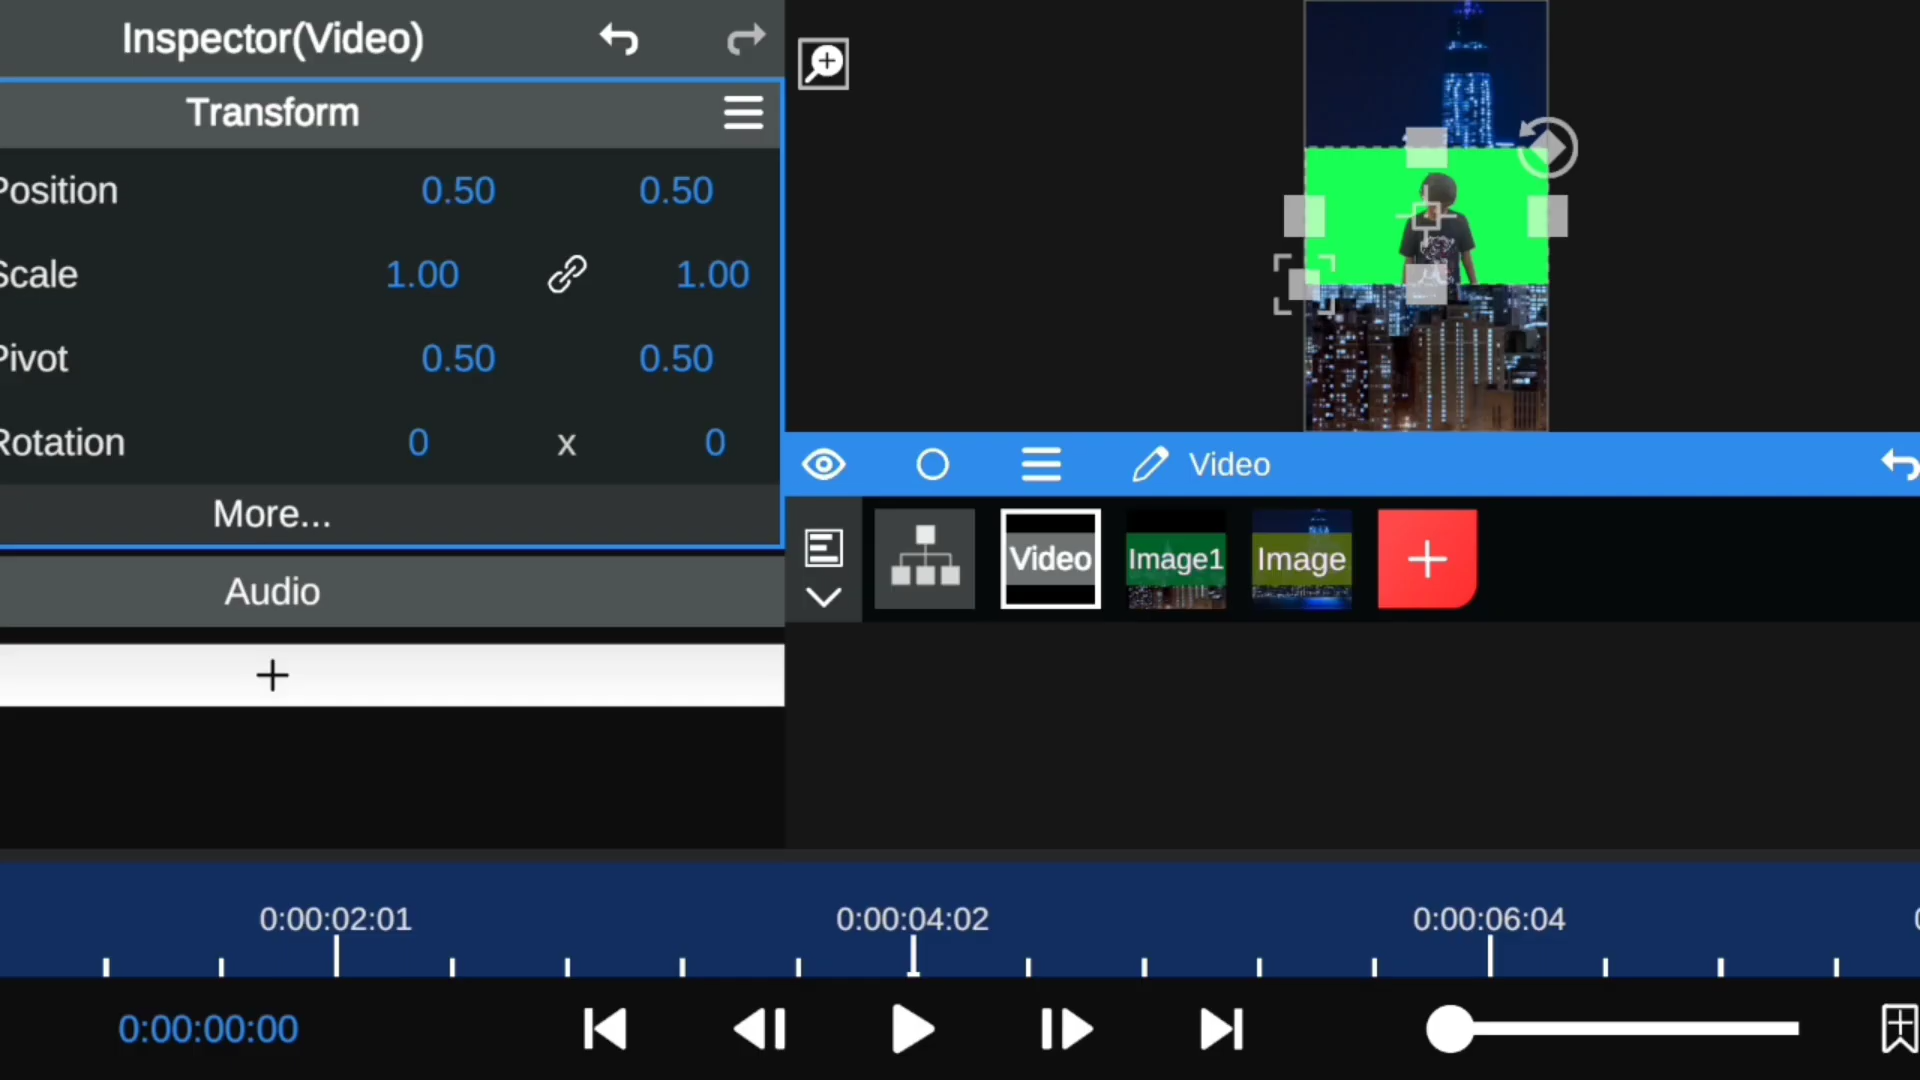 Inspector(Video)
Transform
Position 0.50 0.50
Scale 1.00 1.00
Pivot 0.50 0.50
Rotation 0 x 0
More...
Audio
Video
Video Image1 Image
0:00:02:01 0:00:04:02 0:00:06:04
0:00:00:00